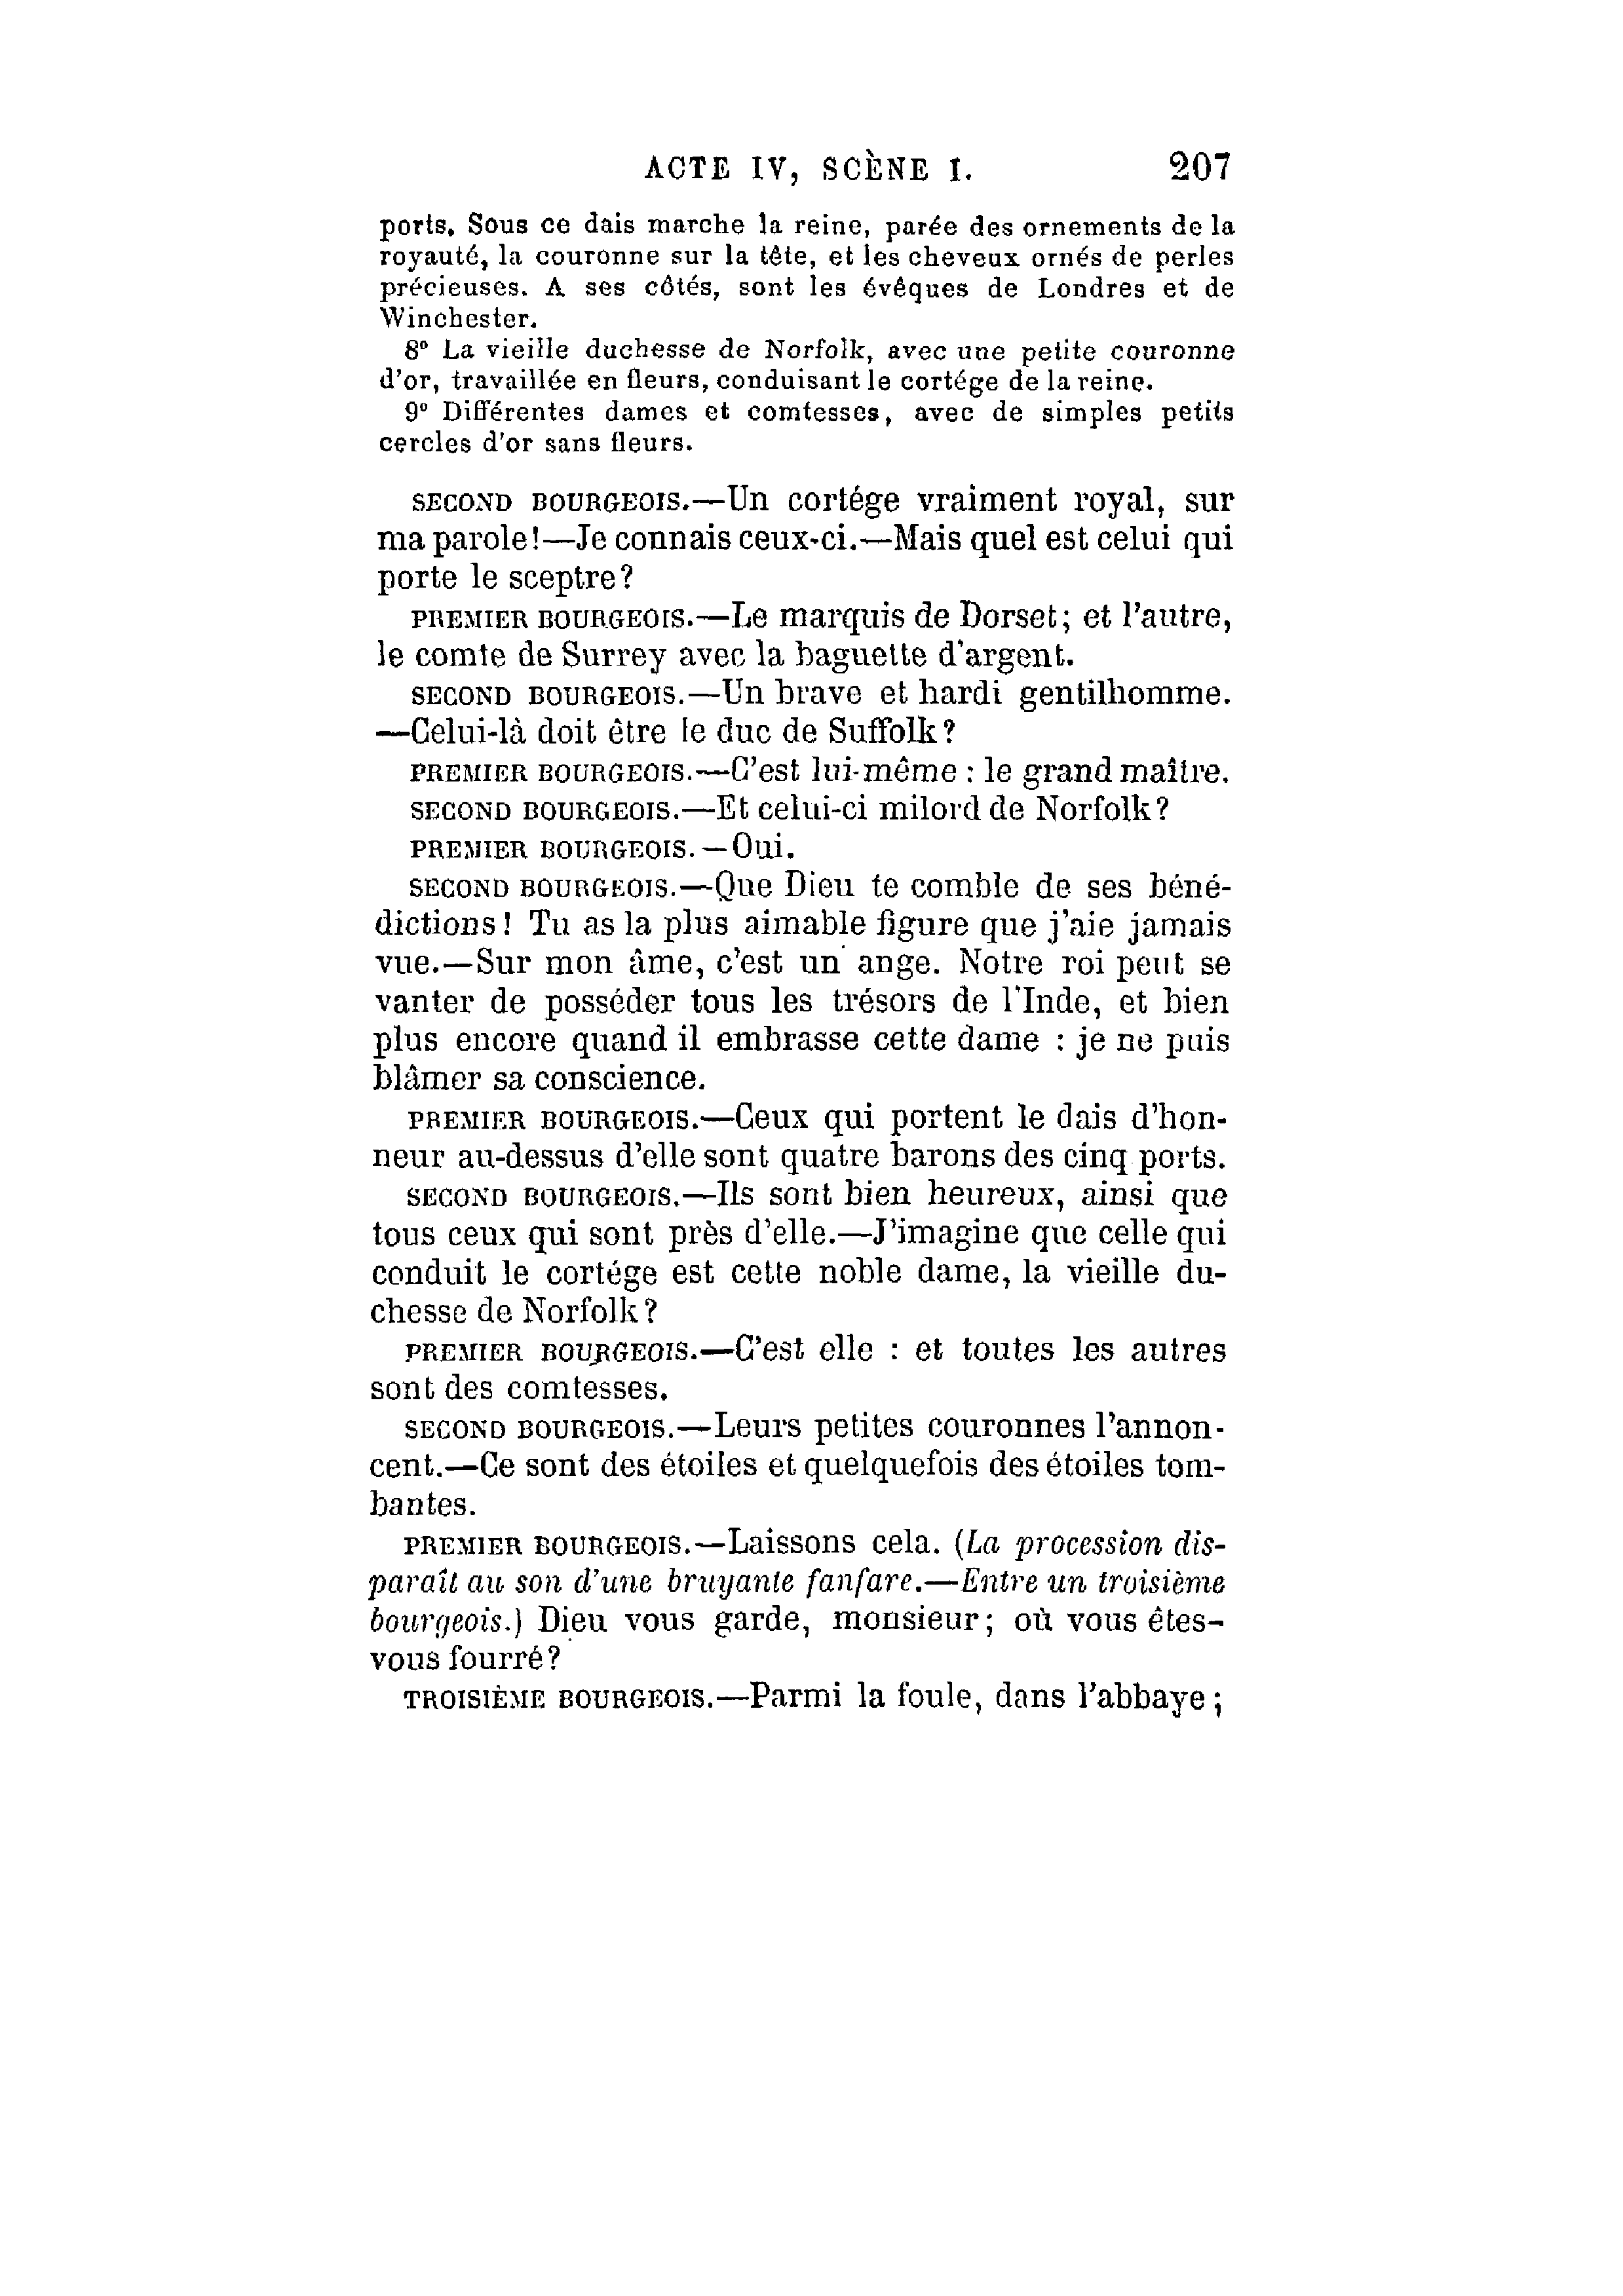 ACTE IV, SCÈNE I. 207
ports. Sous ce dais marche la reine, parée des ornements de la
royauté, la couronne sur la tête, et les cheveux ornés de perles
précieuses. A ses côtés, sont les évêques de Londres et de
Winchester.
8° La vieille duchesse de Norfolk, avec une petite couronne
d'or, travaillée en fleurs, conduisant le cortége de la reine.
9° Différentes dames et comtesses, avec de simples petits
cercles d'or sans fleurs.
SECOND BOURGEOIS.—Un cortége vraiment royal, sur
ma parole!—Je connais ceux-ci.—Mais quel est celui qui
porte le sceptre?
PREMIER BOURGEOIS.—Le marquis de Dorset; et l'autre,
le comte de Surrey avec la baguette d'argent.
SECOND BOURGEOIS.—Un brave et hardi gentilhomme.
—Celui-là doit être le duc de Suffolk?
PREMIER BOURGEOIS.—C'est lui-même : le grand maître.
SECOND BOURGEOIS.—Et celui-ci milord de Norfolk?
PREMIER BOURGEOIS.—Oui.
SECOND BOURGEOIS.—Que Dieu te comble de ses béné-
dictions! Tu as la plus aimable figure que j'aie jamais
vue.—Sur mon âme, c'est un ange. Notre roi peut se
vanter de posséder tous les trésors de l'Inde, et bien
plus encore quand il embrasse cette dame : je ne puis
blâmer sa conscience.
PREMIER BOURGEOIS.—Ceux qui portent le dais d'hon-
neur au-dessus d'elle sont quatre barons des cinq ports.
SECOND BOURGEOIS.—Ils sont bien heureux, ainsi que
tous ceux qui sont près d'elle.—J'imagine que celle qui
conduit le cortége est cette noble dame, la vieille du-
chesse de Norfolk?
PREMIER BOURGEOIS.—C'est elle : et toutes les autres
sont des comtesses.
SECOND BOURGEOIS.—Leurs petites couronnes l'annon-
cent.—Ce sont des étoiles et quelquefois des étoiles tom-
bantes.
PREMIER BOURGEOIS.—Laissons cela. (La procession dis-
paraît au son d'une bruyante fanfare.—Entre un troisième
bourgeois.) Dieu vous garde, monsieur; où vous êtes-
vous fourré?
TROISIÈME BOURGEOIS.—Parmi la foule, dans l'abbaye;